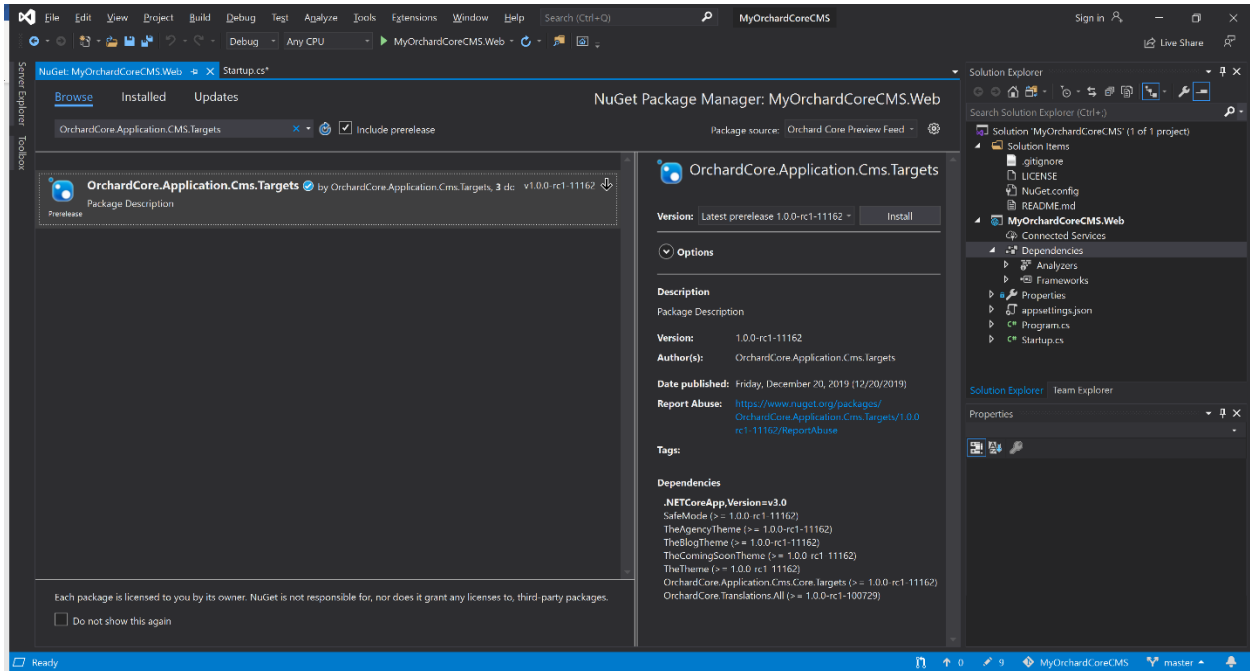 File Edit View Project Build Debug Test Analyze Tools Extensions Window Help Search (Ctrl+Q) MyOrchardCoreCMS Sign in
Debug Any CPU MyOrchardCoreCMS.Web Live Share
Server Explorer
Toolbox
NuGet: MyOrchardCoreCMS.Web Startup.cs*
Browse Installed Updates
NuGet Package Manager: MyOrchardCoreCMS.Web
OrchardCore.Application.CMS.Targets Include prerelease
Package source: Orchard Core Preview Feed
OrchardCore.Application.Cms.Targets by OrchardCore.Application.Cms.Targets, 3 dc v1.0.0-rc1-11162
Package Description
Prerelease
OrchardCore.Application.Cms.Targets
Version: Latest prerelease 1.0.0-rc1-11162 Install
Options
Description
Package Description
Version: 1.0.0-rc1-11162
Author(s): OrchardCore.Application.Cms.Targets
Date published: Friday, December 20, 2019 (12/20/2019)
Report Abuse: https://www.nuget.org/packages/
OrchardCore.Application.Cms.Targets/1.0.0
rc1-11162/ReportAbuse
Tags:
Dependencies
.NETCoreApp,Version=v3.0
SafeMode (>= 1.0.0-rc1-11162)
TheAgencyTheme (>= 1.0.0-rc1-11162)
TheBlogTheme (>= 1.0.0-rc1-11162)
TheComingSoonTheme (>= 1.0.0-rc1-11162)
TheTheme (>= 1.0.0-rc1-11162)
OrchardCore.Application.Cms.Core.Targets (>= 1.0.0-rc1-11162)
OrchardCore.Translations.All (>= 1.0.0-rc1-100729)
Each package is licensed to you by its owner. NuGet is not responsible for, nor does it grant any licenses to, third-party packages.
Do not show this again
Solution Explorer
Search Solution Explorer (Ctrl+;)
Solution 'MyOrchardCoreCMS' (1 of 1 project)
Solution Items
.gitignore
LICENSE
NuGet.config
README.md
MyOrchardCoreCMS.Web
Connected Services
Dependencies
Analyzers
Frameworks
Properties
appsettings.json
C# Program.cs
C# Startup.cs
Solution Explorer Team Explorer
Properties
Ready 0 9 MyOrchardCoreCMS master